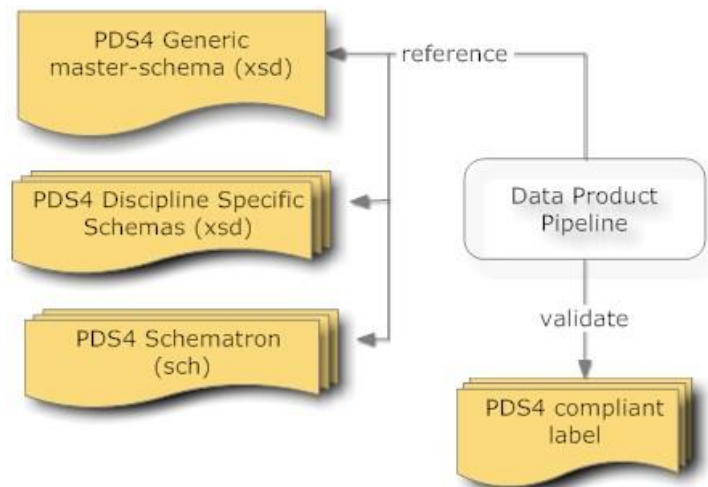 PDS4 Generic
master-schema (xsd)
reference
PDS4 Discipline Specific
Schemas (xsd)
Data Product
Pipeline
PDS4 Schematron
(sch)
validate
PDS4 compliant
label